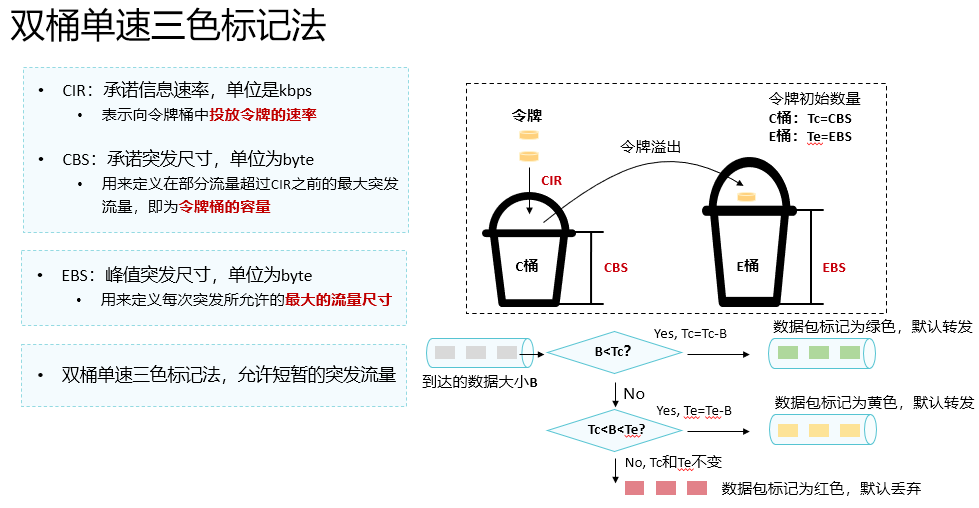 双桶单速三色标记法
• CIR：承诺信息速率，单位是kbps
• 表示向令牌桶中投放令牌的速率
• CBS：承诺突发尺寸，单位为byte
• 用来定义在部分流量超过CIR之前的最大突发
流量，即为令牌桶的容量
• EBS：峰值突发尺寸，单位为byte
• 用来定义每次突发所允许的最大的流量尺寸
• 双桶单速三色标记法，允许短暂的突发流量
令牌
CIR
令牌溢出
令牌初始数量
C桶：Tc=CBS
E桶：Te=EBS
C桶
CBS
E桶
EBS
到达的数据大小B
B<Tc?
Yes, Tc=Tc-B
数据包标记为绿色，默认转发
No
Tc<B<Te?
Yes, Te=Te-B
数据包标记为黄色，默认转发
No, Tc和Te不变
数据包标记为红色，默认丢弃